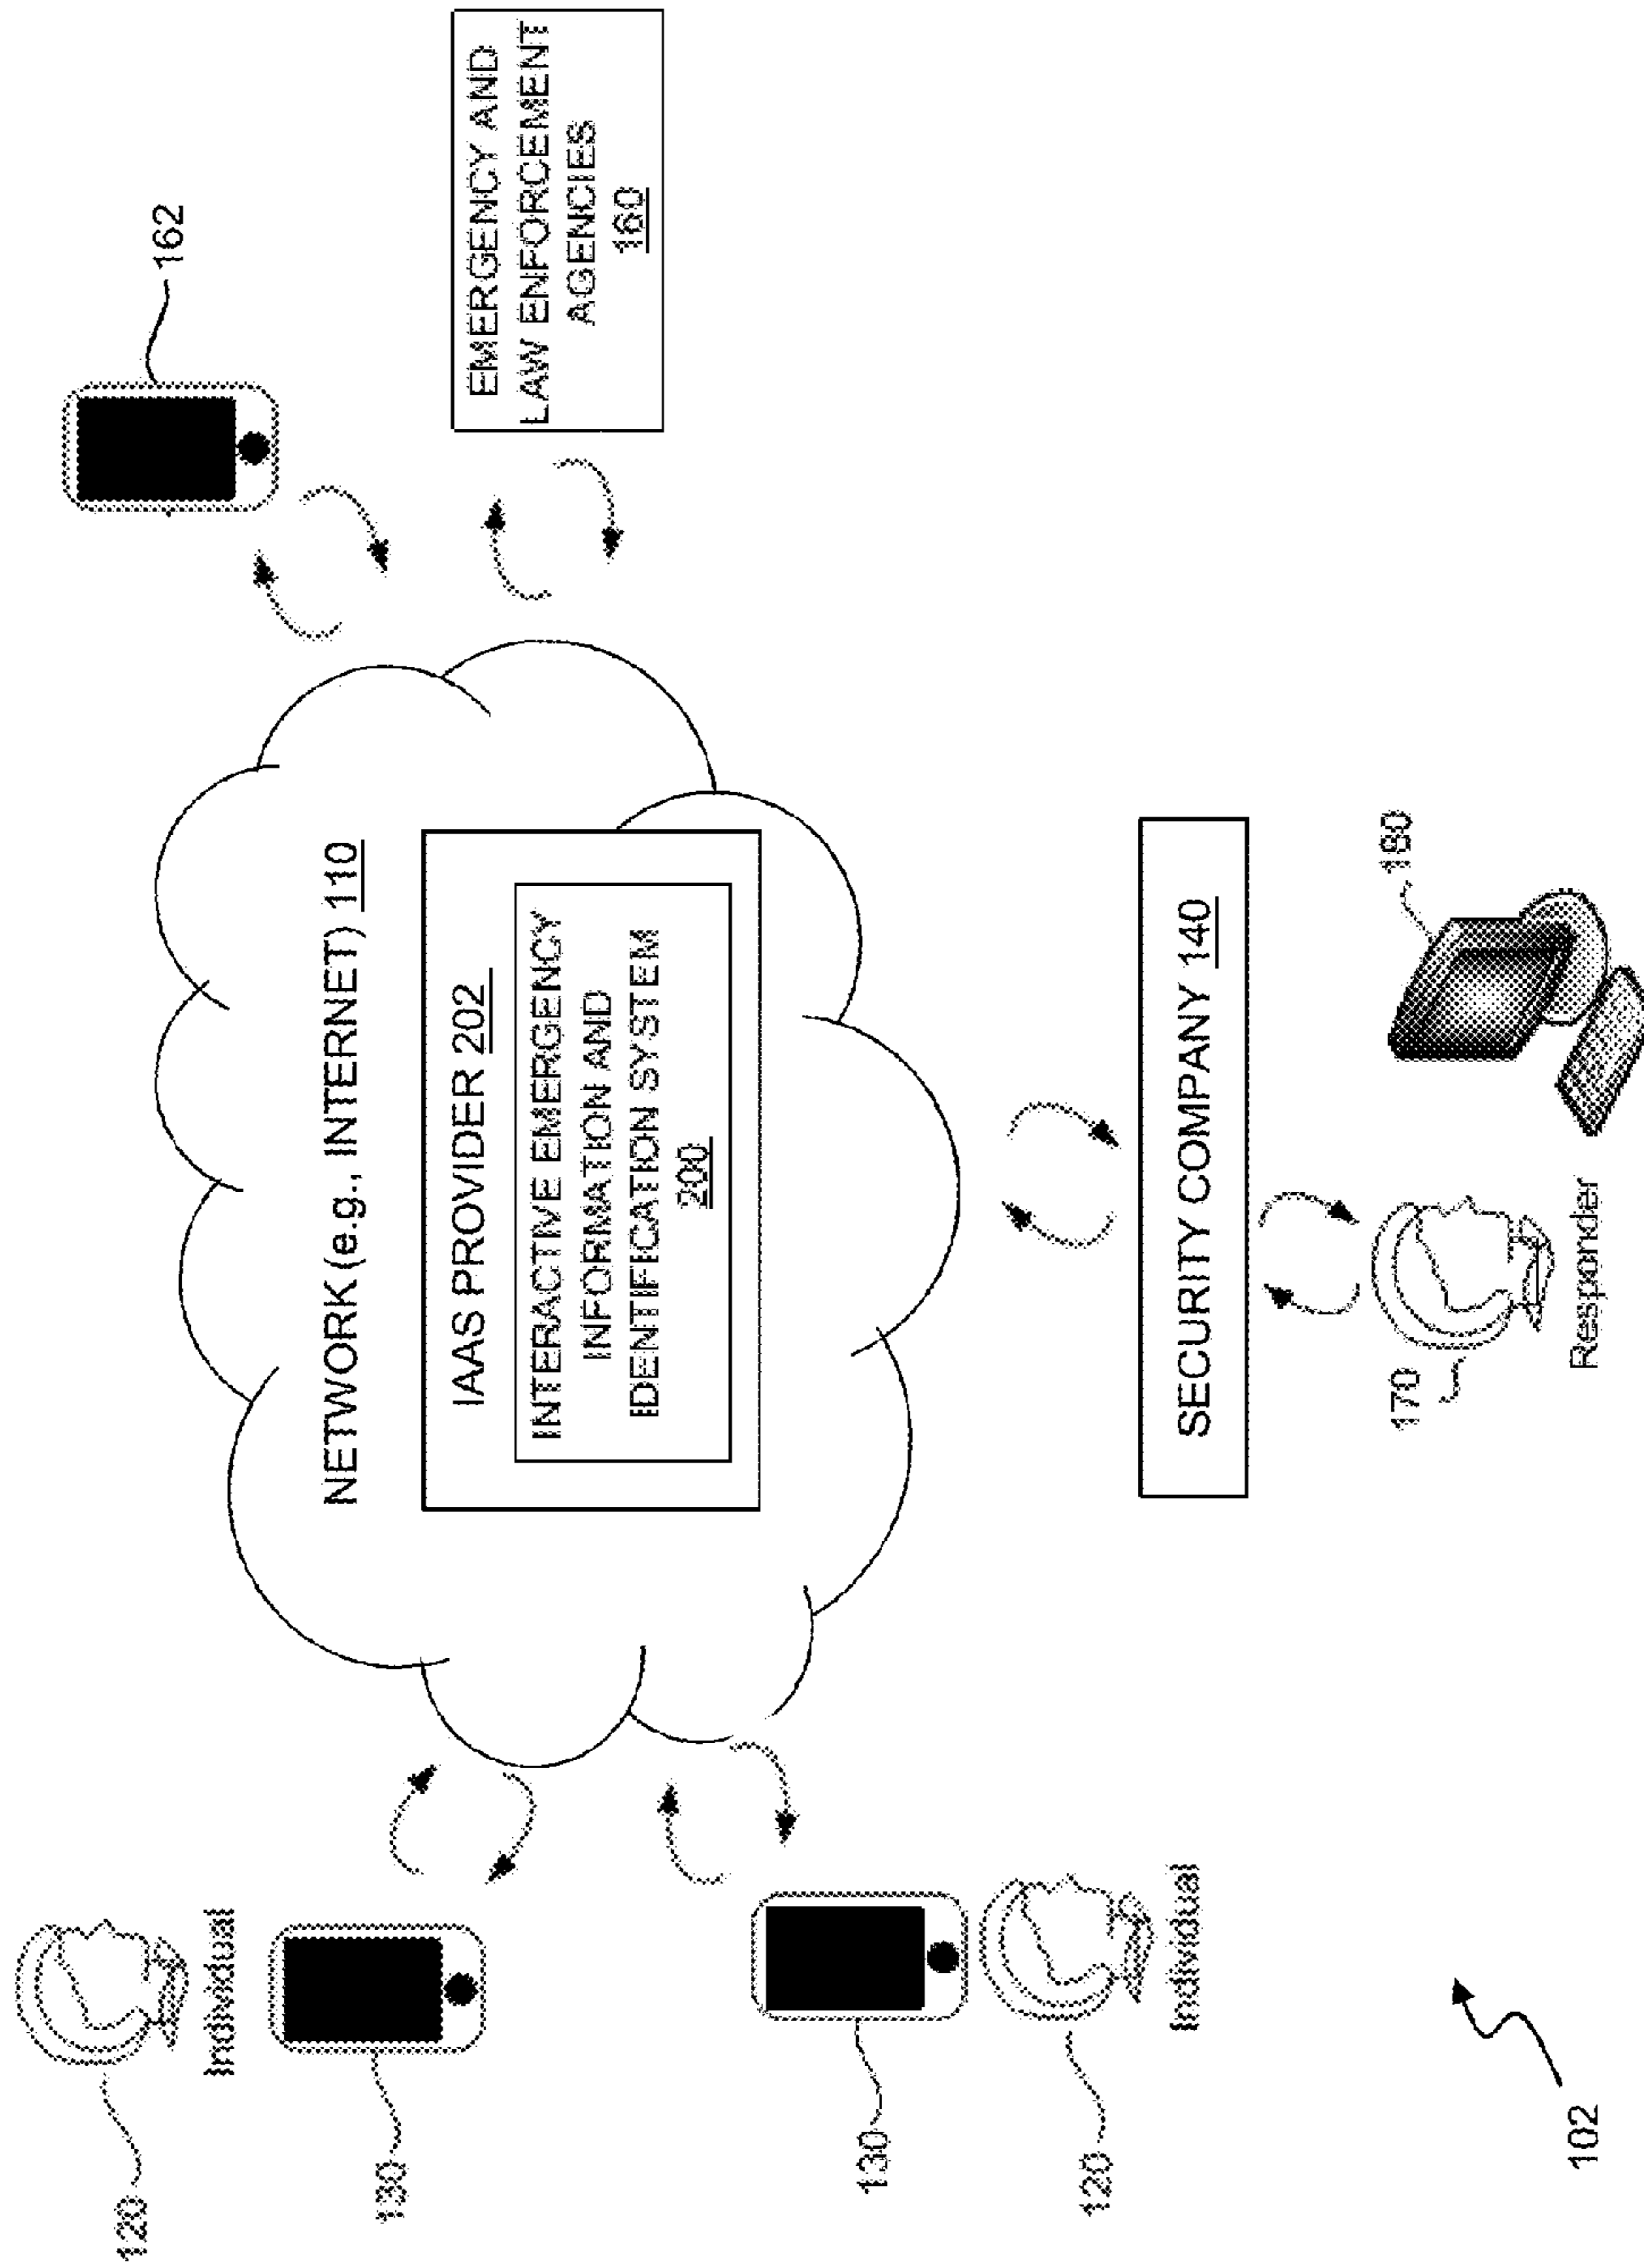 120
Individual
130
130
120
Individual
102
NETWORK (e.g., INTERNET) 110
IAAS PROVIDER 202
INTERACTIVE EMERGENCY
INFORMATION AND
IDENTIFICATION SYSTEM
200
162
EMERGENCY AND
LAW ENFORCEMENT
AGENCIES
160
SECURITY COMPANY 140
170
Responder
180